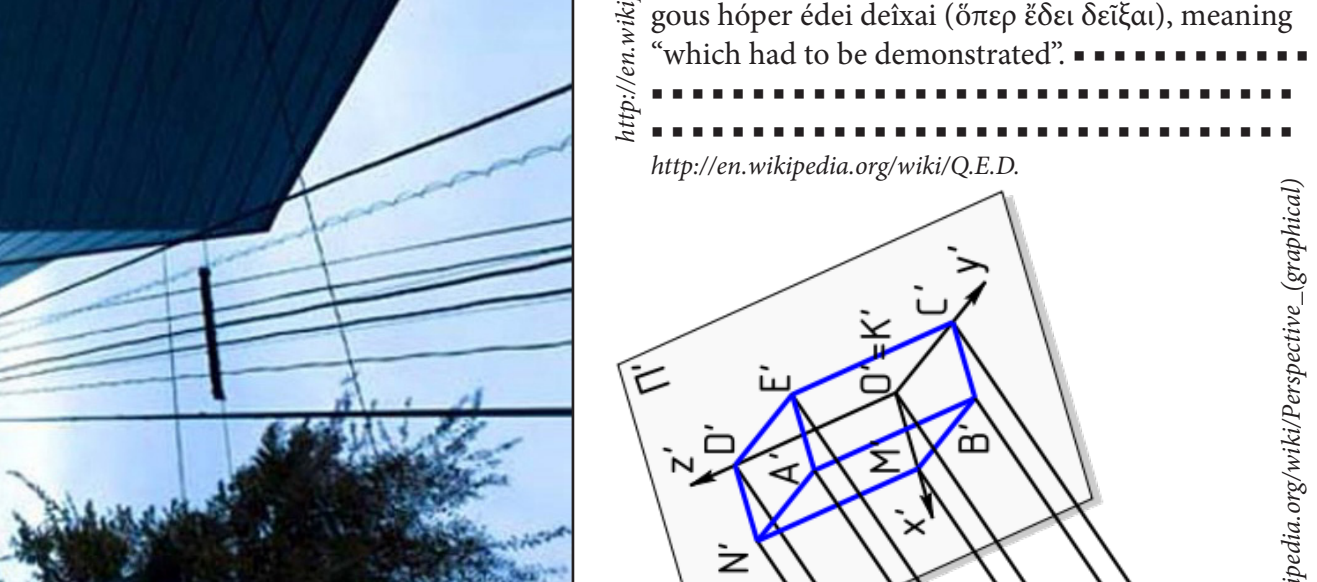 gous hóper édei deîxai (ὅπερ ἔδει δεῖξαι), meaning
“which had to be demonstrated”.
http://en.wikipedia.org/wiki/Q.E.D.
http://en.wiki
ipedia.org/wiki/Perspective_(graphical)
Π'
y'
C'
O'=K'
E'
D'
z'
A'
M'
B'
x'
N'